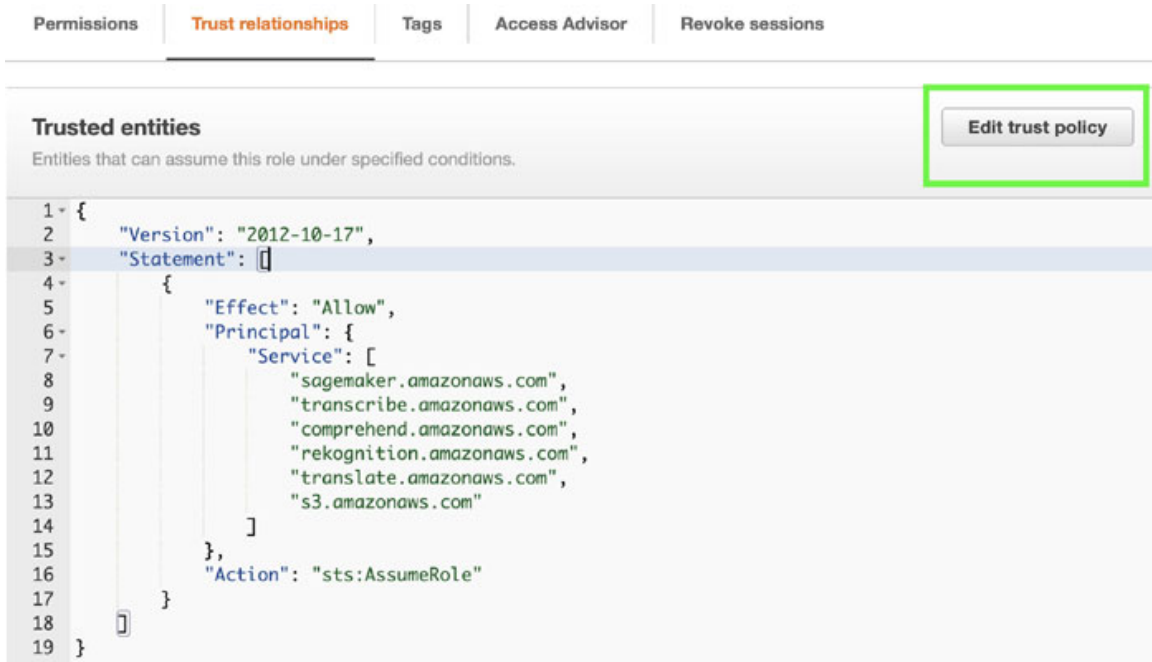 Permissions Trust relationships Tags Access Advisor Revoke sessions
Trusted entities
Edit trust policy
Entities that can assume this role under specified conditions.
1 {
2 "Version": "2012-10-17",
3 "Statement": [
4 {
5 "Effect": "Allow",
6 "Principal": {
7 "Service": [
8 "sagemaker.amazonaws.com",
9 "transcribe.amazonaws.com",
10 "comprehend.amazonaws.com",
11 "rekognition.amazonaws.com",
12 "translate.amazonaws.com",
13 "s3.amazonaws.com"
14 ]
15 },
16 "Action": "sts:AssumeRole"
17 }
18 ]
19 }